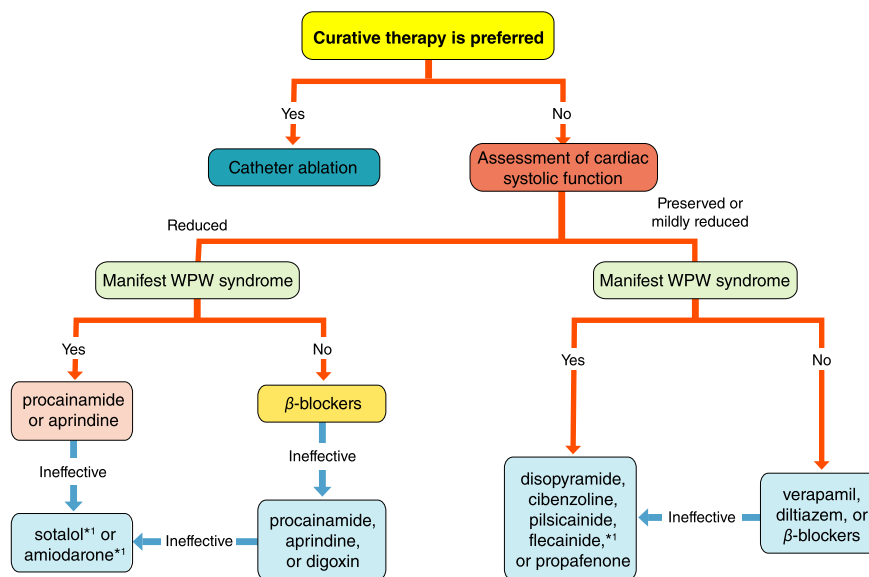 Curative therapy is preferred
Yes
No
Catheter ablation
Assessment of cardiac
systolic function
Reduced
Preserved or
mildly reduced
Manifest WPW syndrome
Manifest WPW syndrome
Yes
No
Yes
No
procainamide
or aprindine
β-blockers
Ineffective
Ineffective
sotalol*1 or
amiodarone*1
Ineffective
procainamide,
aprindine,
or digoxin
disopyramide,
cibenzoline,
pilsicainide,
flecainide,*1
or propafenone
Ineffective
verapamil,
diltiazem, or
β-blockers